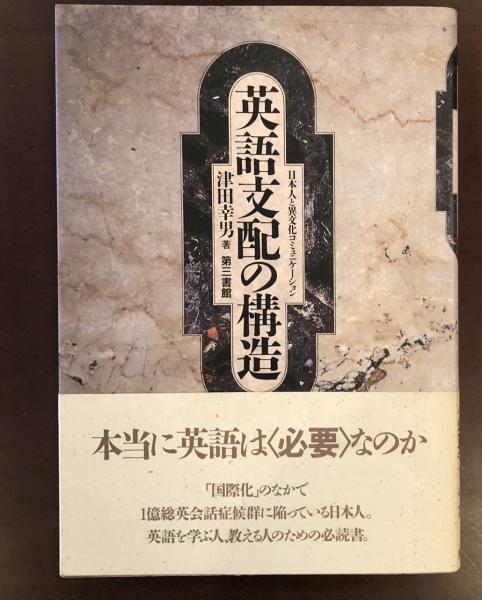 英語支配の構造
日本人と異文化コミュニケーション
津田幸男 著 第三書館
本当に英語は〈必要〉なのか
「国際化」のなかで
1億総英会話症候群に陥っている日本人。
英語を学ぶ人、教える人のための必読書。